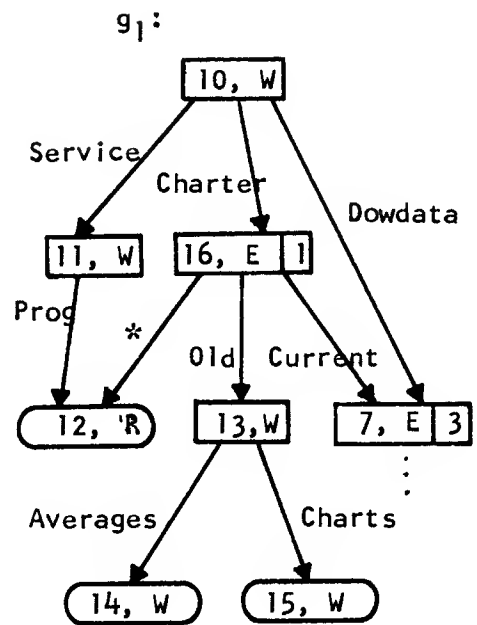 g1:
10, W
Service
Charter
Dowdata
11, W
16, E 1
Prog
*
Old Current
12, 'R
13,W
7, E 3
Averages
Charts
14, W
15, W